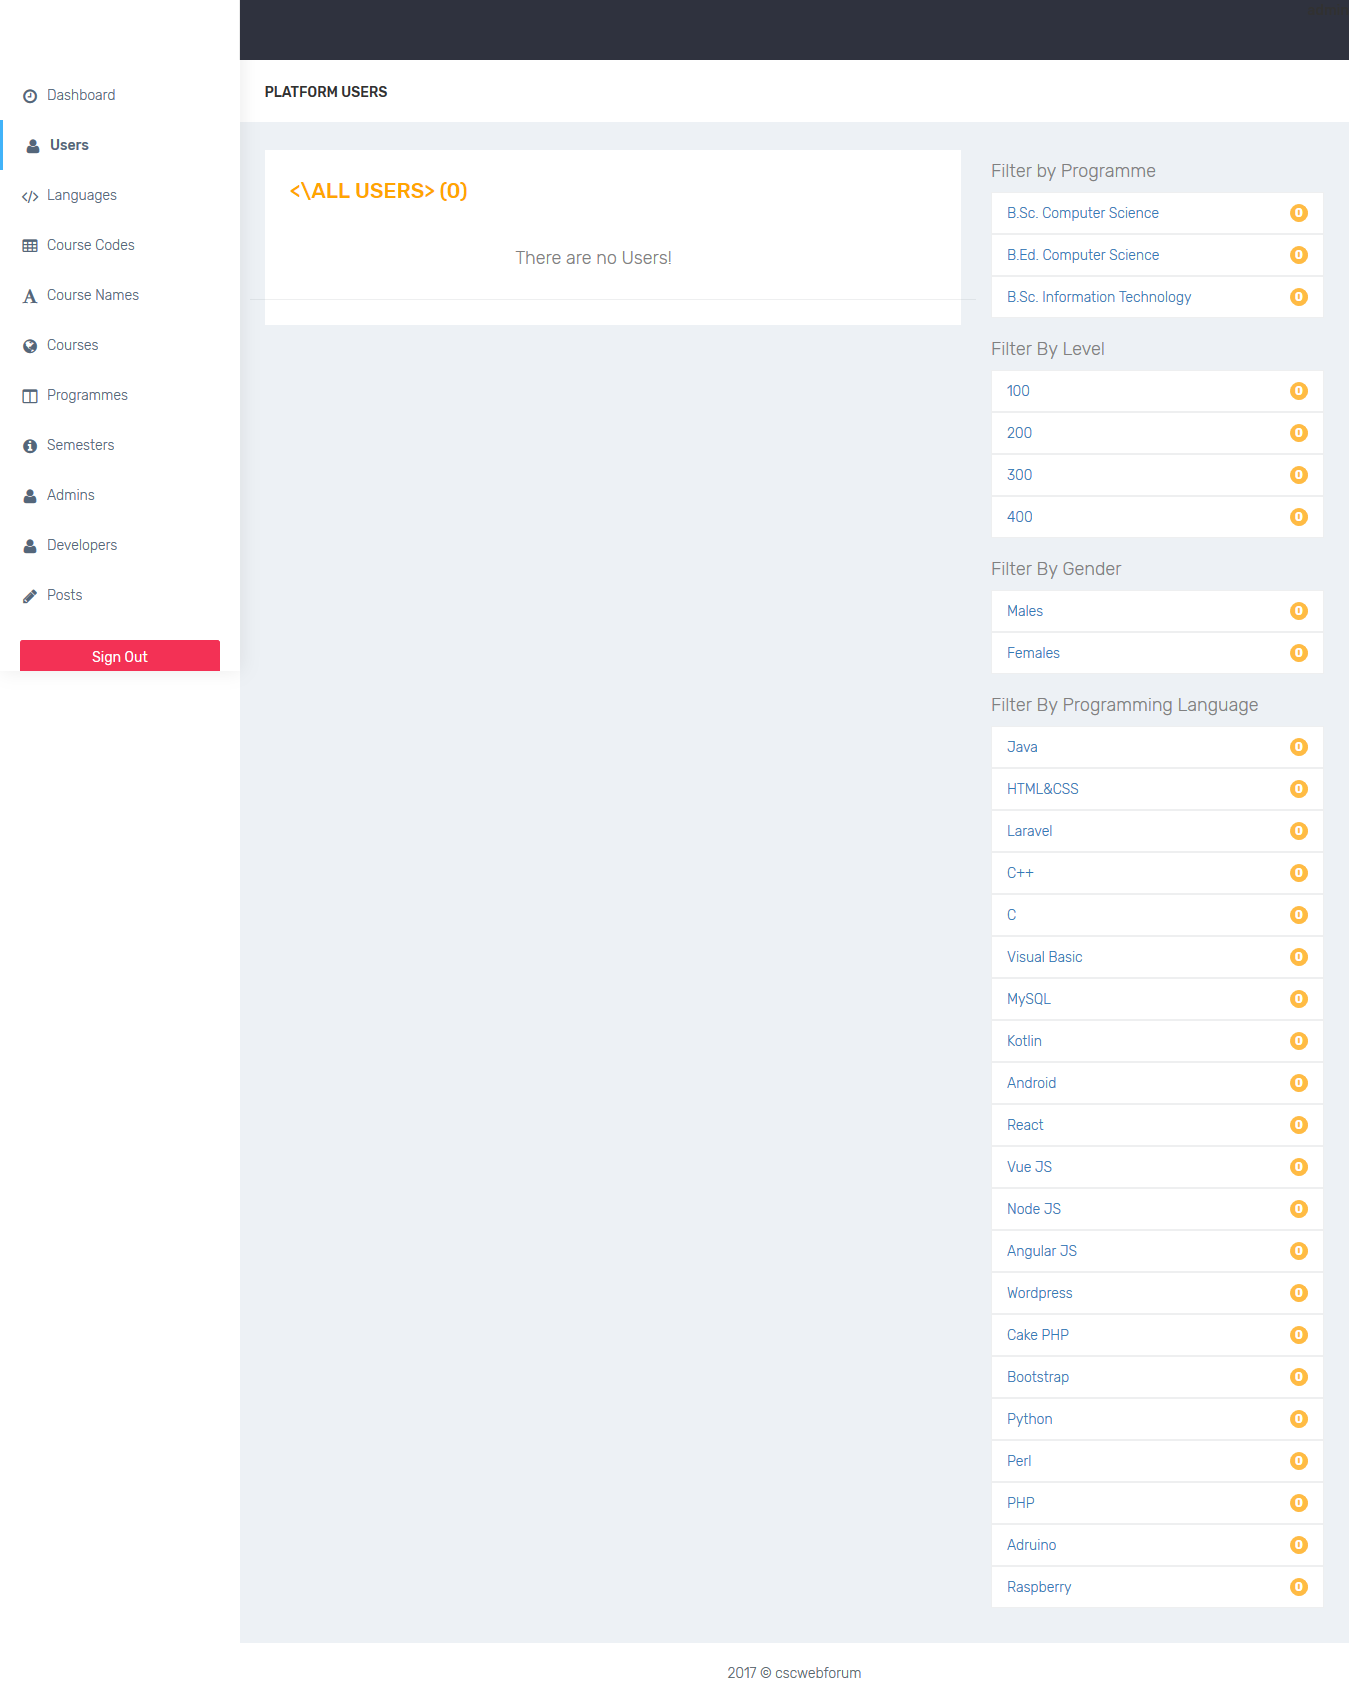 Dashboard
Users
Languages
Course Codes
Course Names
Courses
Programmes
Semesters
Admins
Developers
Posts
Sign Out
PLATFORM USERS
<\ALL USERS> (0)
There are no Users!
Filter by Programme
B.Sc. Computer Science 0
B.Ed. Computer Science 0
B.Sc. Information Technology 0
Filter By Level
100 0
200 0
300 0
400 0
Filter By Gender
Males 0
Females 0
Filter By Programming Language
Java 0
HTML&CSS 0
Laravel 0
C++ 0
C 0
Visual Basic 0
MySQL 0
Kotlin 0
Android 0
React 0
Vue JS 0
Node JS 0
Angular JS 0
Wordpress 0
Cake PHP 0
Bootstrap 0
Python 0
Perl 0
PHP 0
Adruino 0
Raspberry 0
2017 © cscwebforum